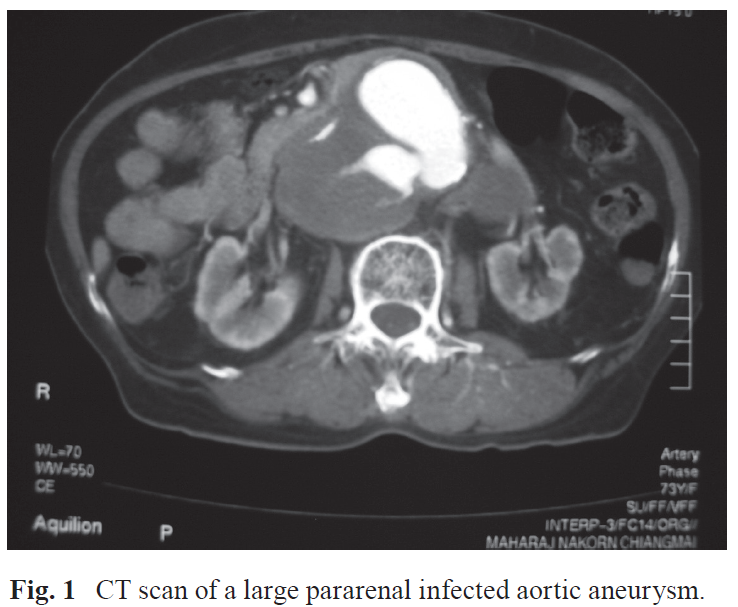 R
WL=70
WW=550
CE
Aquilion
P
Artery
Phase
73Y/F
SU/FF/VFF
INTERP-3/FC14/ORG//
MAHARAJ NAKORN CHIANGMAI
Fig. 1 CT scan of a large pararenal infected aortic aneurysm.